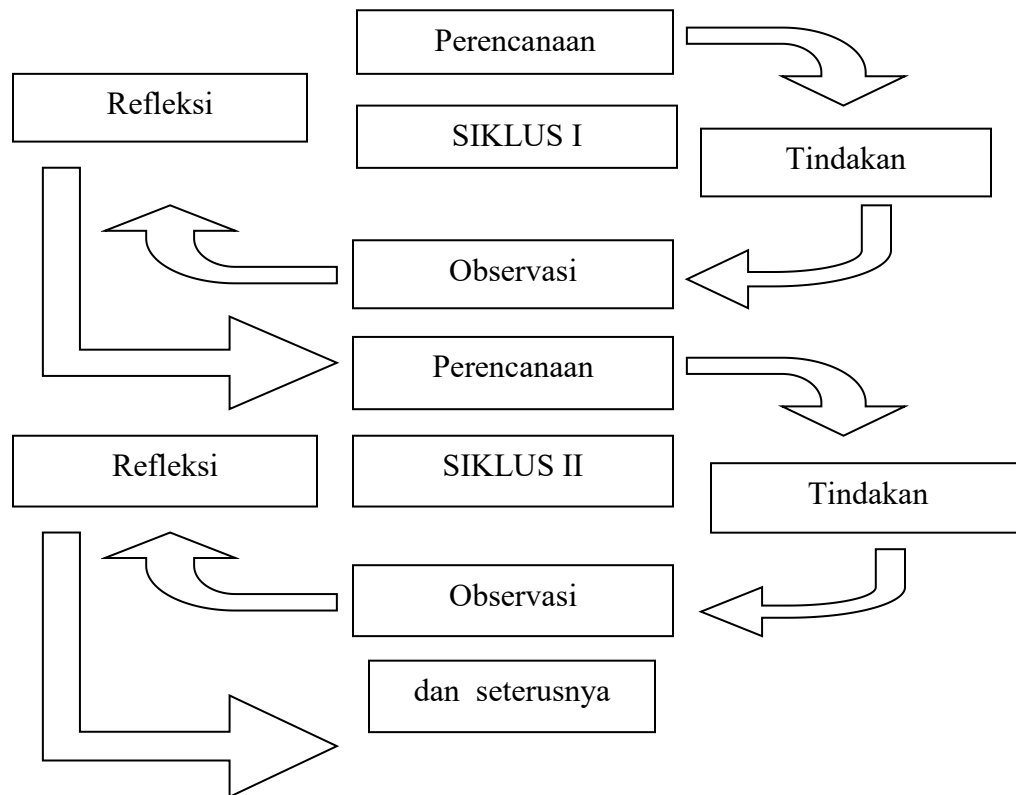 Perencanaan
Refleksi
SIKLUS I
Tindakan
Observasi
Perencanaan
Refleksi
SIKLUS II
Tindakan
Observasi
dan seterusnya